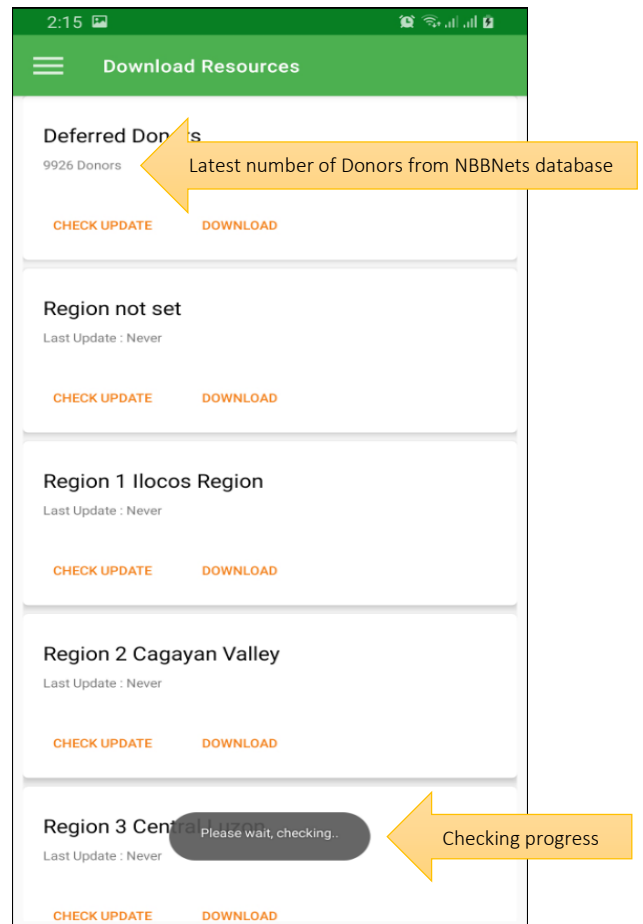 2:15
Download Resources
Deferred Donors
9926 Donors
Latest number of Donors from NBBNets database
CHECK UPDATE DOWNLOAD
Region not set
Last Update : Never
CHECK UPDATE DOWNLOAD
Region 1 Ilocos Region
Last Update : Never
CHECK UPDATE DOWNLOAD
Region 2 Cagayan Valley
Last Update : Never
CHECK UPDATE DOWNLOAD
Region 3 Central Luzon
Please wait, checking..
Checking progress
Last Update : Never
CHECK UPDATE DOWNLOAD